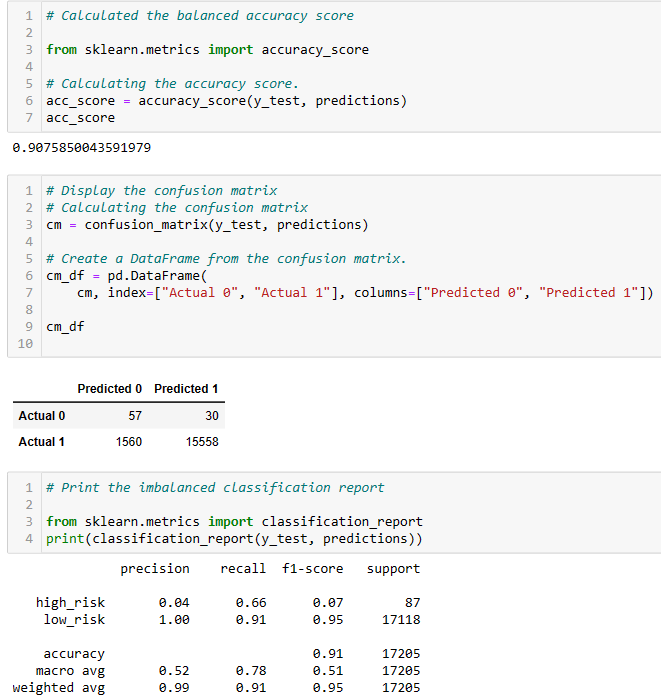 1 # Calculated the balanced accuracy score
2
3 from sklearn.metrics import accuracy_score
4
5 # Calculating the accuracy score.
6 acc_score = accuracy_score(y_test, predictions)
7 acc_score
0.9075850043591979
1 # Display the confusion matrix
2 # Calculating the confusion matrix
3 cm = confusion_matrix(y_test, predictions)
4
5 # Create a DataFrame from the confusion matrix.
6 cm_df = pd.DataFrame(
7     cm, index=["Actual 0", "Actual 1"], columns=["Predicted 0", "Predicted 1"])
8
9 cm_df
10
Predicted 0 Predicted 1
Actual 0 57 30
Actual 1 1560 15558
1 # Print the imbalanced classification report
2
3 from sklearn.metrics import classification_report
4 print(classification_report(y_test, predictions))
precision recall f1-score support
high_risk 0.04 0.66 0.07 87
low_risk 1.00 0.91 0.95 17118
accuracy 0.91 17205
macro avg 0.52 0.78 0.51 17205
weighted avg 0.99 0.91 0.95 17205